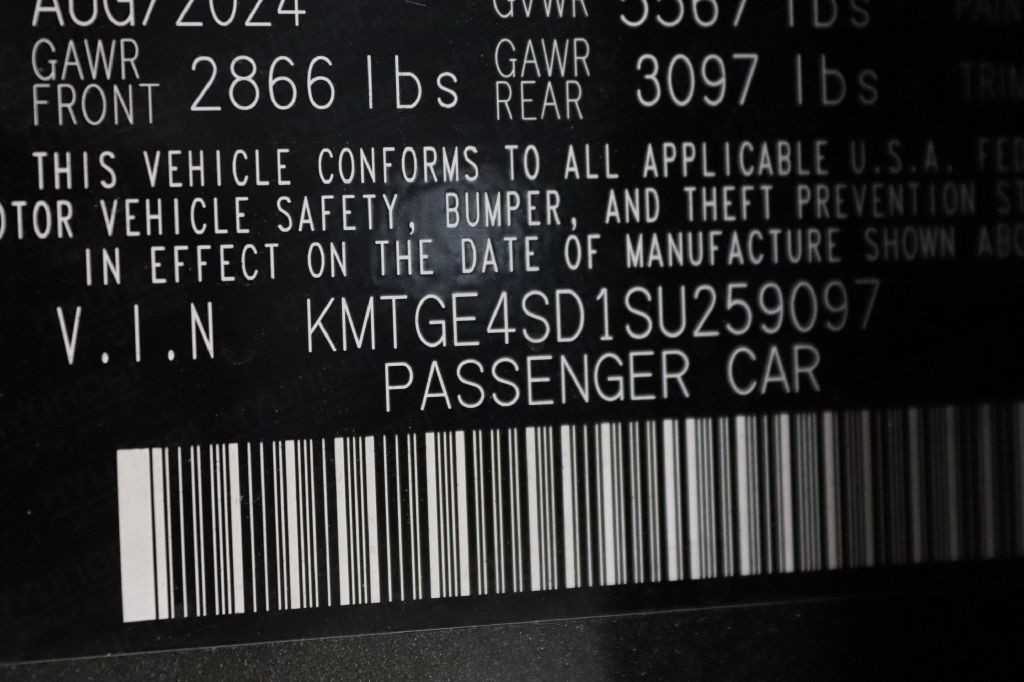 AUG/2024 GVWR 5567 lbs PAIN
GAWR FRONT 2866 lbs GAWR REAR 3097 lbs TRIM
THIS VEHICLE CONFORMS TO ALL APPLICABLE U.S.A. FED
OTOR VEHICLE SAFETY, BUMPER, AND THEFT PREVENTION ST
IN EFFECT ON THE DATE OF MANUFACTURE SHOWN ABO
V.I.N KMTGE4SD1SU259097
PASSENGER CAR